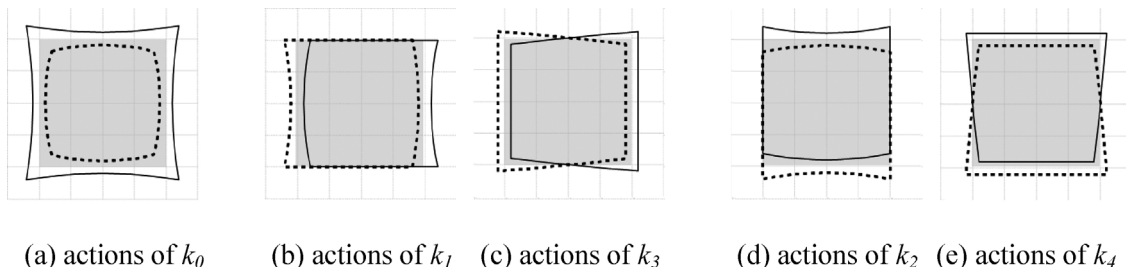 (a) actions of k0 (b) actions of k1 (c) actions of k3 (d) actions of k2 (e) actions of k4